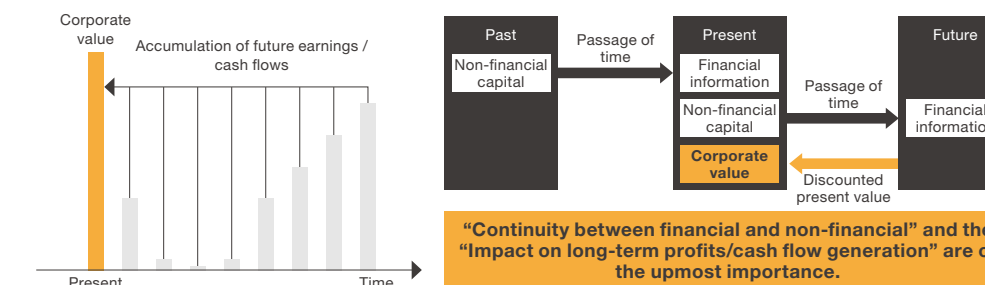 Corporate
value
Accumulation of future earnings /
cash flows
Present
Time
Past
Non-financial
capital
Passage of
time
Present
Financial
information
Non-financial
capital
Corporate
value
Passage of
time
Discounted
present value
Future
Financial
“Continuity between financial and non-financial” and the
“Impact on long-term profits/cash flow generation” are
the upmost importance.